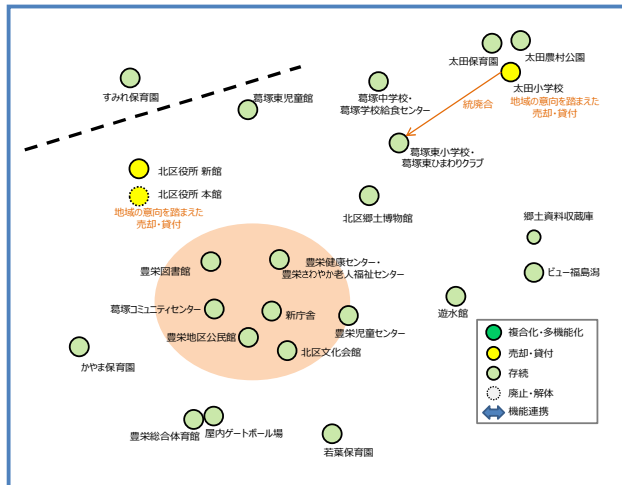 太田保育園
太田農村公園
すみれ保育園
葛塚東児童館
葛塚中学校・
葛塚学校給食センター
太田小学校
地域の意向を踏まえた
売却・貸付
統廃合
葛塚東小学校・
葛塚東ひまわりクラブ
北区役所 新館
北区役所 本館
地域の意向を踏まえた
売却・貸付
北区郷土博物館
郷土資料収蔵庫
ビュー福島潟
豊栄図書館
豊栄健康センター・
豊栄さわやか老人福祉センター
遊水館
葛塚コミュニティセンター
新庁舎
豊栄児童センター
豊栄地区公民館
北区文化会館
かやま保育園
豊栄総合体育館
屋内ゲートボール場
若葉保育園
複合化・多機能化
売却・貸付
存続
廃止・解体
機能連携